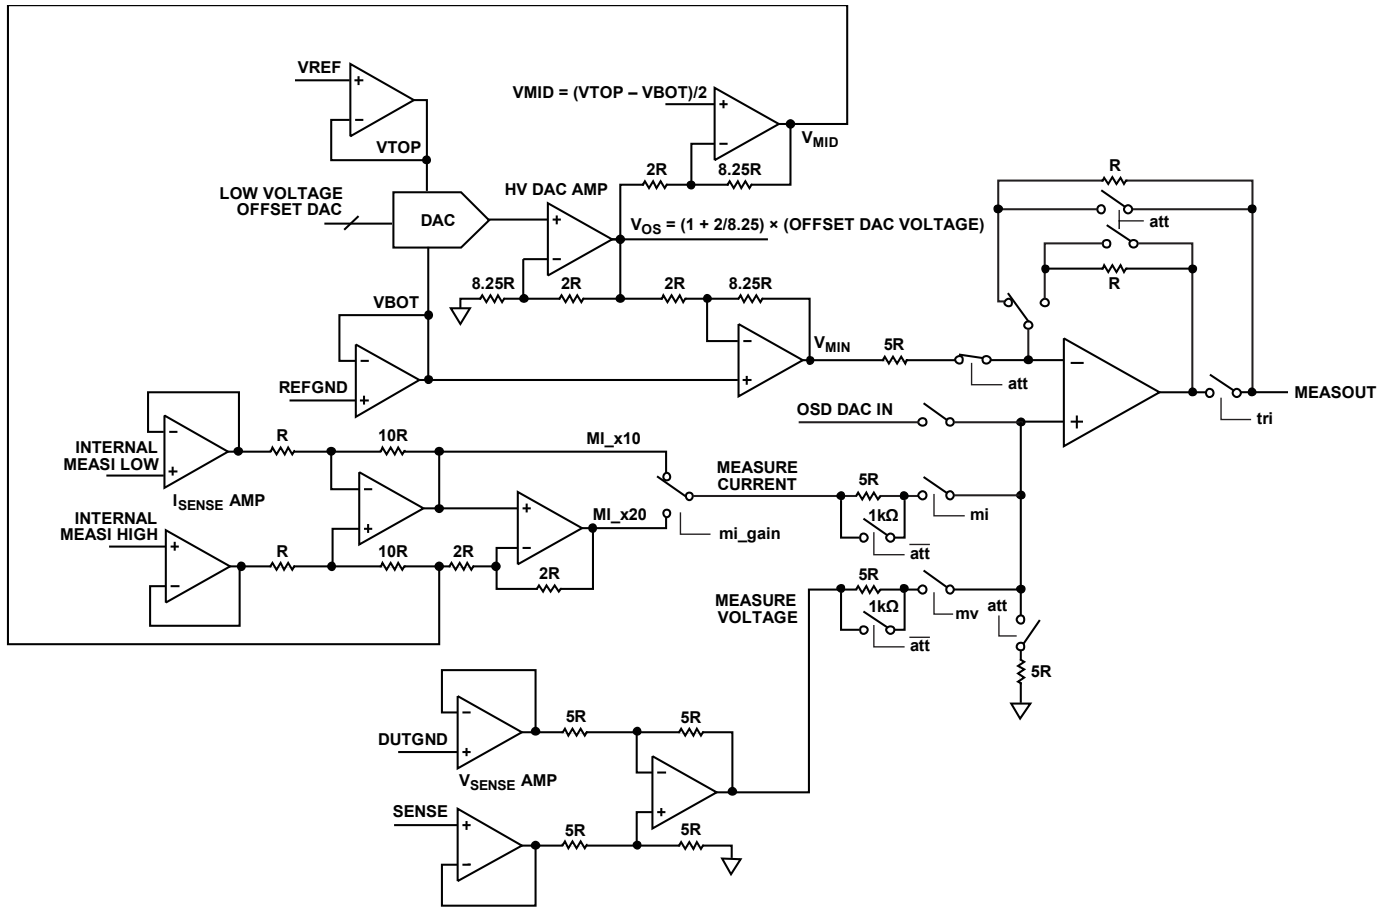 VREF
VTOP
VMID = (VTOP – VBOT)/2
VMID
2R
8.25R
LOW VOLTAGE
OFFSET DAC
DAC
HV DAC AMP
VOS = (1 + 2/8.25) × (OFFSET DAC VOLTAGE)
8.25R
2R
2R
8.25R
VBOT
REFGND
VMIN
5R
att
R
att
R
OSD DAC IN
MEASOUT
tri
INTERNAL
MEASI LOW
R
10R
MI_x10
ISENSE AMP
INTERNAL
MEASI HIGH
R
10R
2R
2R
MI_x20
mi_gain
MEASURE
CURRENT
5R
1kΩ
att
mi
MEASURE
VOLTAGE
5R
1kΩ
att
mv
att
5R
DUTGND
VSENSE AMP
5R
5R
SENSE
5R
5R
+
−
+
−
+
−
+
−
−
+
−
+
−
+
−
+
−
+
+
−
+
−
−
+
−
+
−
+
+
−